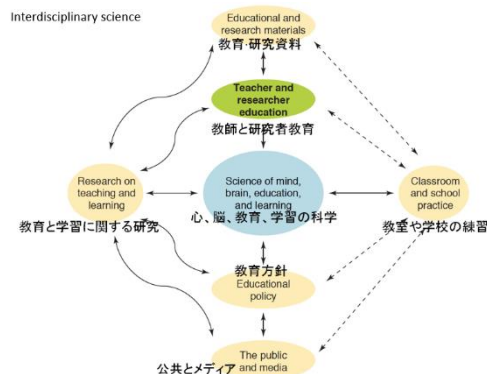 Interdisciplinary science
Educational and
research materials
教育·研究資料
Teacher and
researcher
education
教師と研究者教育
Research on
teaching and
learning
教育と学習に関する研究
Science of mind,
brain, education,
and learning
心、脳、教育、学習の科学
Classroom
and school
practice
教室や学校の練習
教育方針
Educational
policy
The public
and media
公共とメディア